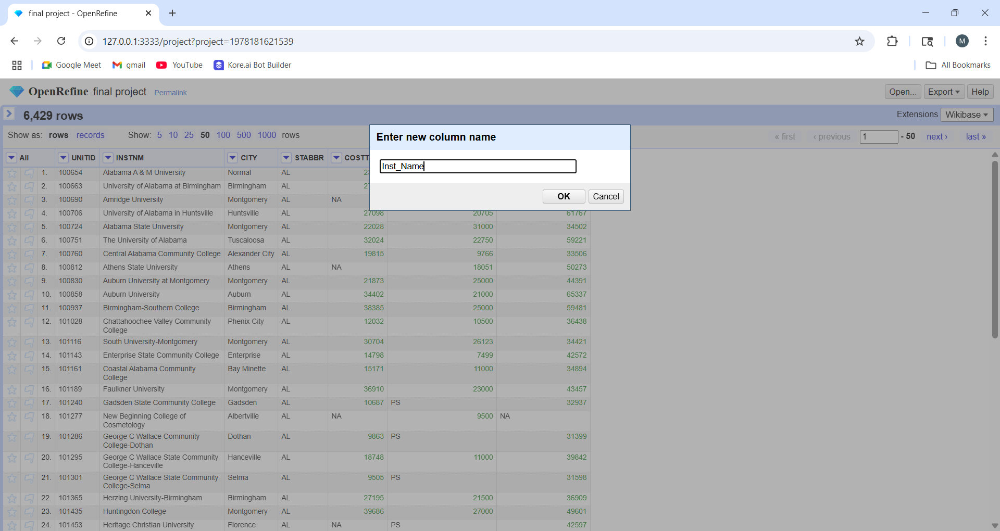 final project - OpenRefine
127.0.0.1:3333/project?project=1978181621539
M
Google Meet gmail YouTube Kore.ai Bot Builder All Bookmarks
OpenRefine final project Permalink Open... Export Help
6,429 rows Extensions Wikibase
Show as: rows records Show: 5 10 25 50 100 500 1000 rows « first ‹ previous 1 - 50 next › last »
Enter new column name
Inst_Name
OK Cancel
All UNITID INSTNM CITY STABBR COSTT
1. 100654 Alabama A & M University Normal AL
2. 100663 University of Alabama at Birmingham Birmingham AL
3. 100690 Amridge University Montgomery AL NA
4. 100706 University of Alabama in Huntsville Huntsville AL 27098 20705 61767
5. 100724 Alabama State University Montgomery AL 22028 31000 34502
6. 100751 The University of Alabama Tuscaloosa AL 32024 22750 59221
7. 100760 Central Alabama Community College Alexander City AL 19815 9766 33506
8. 100812 Athens State University Athens AL NA 18051 50273
9. 100830 Auburn University at Montgomery Montgomery AL 21873 25000 44391
10. 100858 Auburn University Auburn AL 34402 21000 65337
11. 100937 Birmingham-Southern College Birmingham AL 38385 25000 59481
12. 101028 Chattahoochee Valley Community Phenix City AL 12032 10500 36438
College
13. 101116 South University-Montgomery Montgomery AL 30704 26123 34421
14. 101143 Enterprise State Community College Enterprise AL 14798 7499 42572
15. 101161 Coastal Alabama Community Bay Minette AL 15171 11000 34894
College
16. 101189 Faulkner University Montgomery AL 36910 23000 43457
17. 101240 Gadsden State Community College Gadsden AL 10687 PS 32937
18. 101277 New Beginning College of Albertville AL NA 9500 NA
Cosmetology
19. 101286 George C Wallace Community Dothan AL 9863 PS 31399
College-Dothan
20. 101295 George C Wallace State Community Hanceville AL 18748 11000 39842
College-Hanceville
21. 101301 George C Wallace State Community Selma AL 9505 PS 31598
College-Selma
22. 101365 Herzing University-Birmingham Birmingham AL 27195 21500 36909
23. 101435 Huntingdon College Montgomery AL 39686 27000 49601
24. 101453 Heritage Christian University Florence AL NA PS 42597